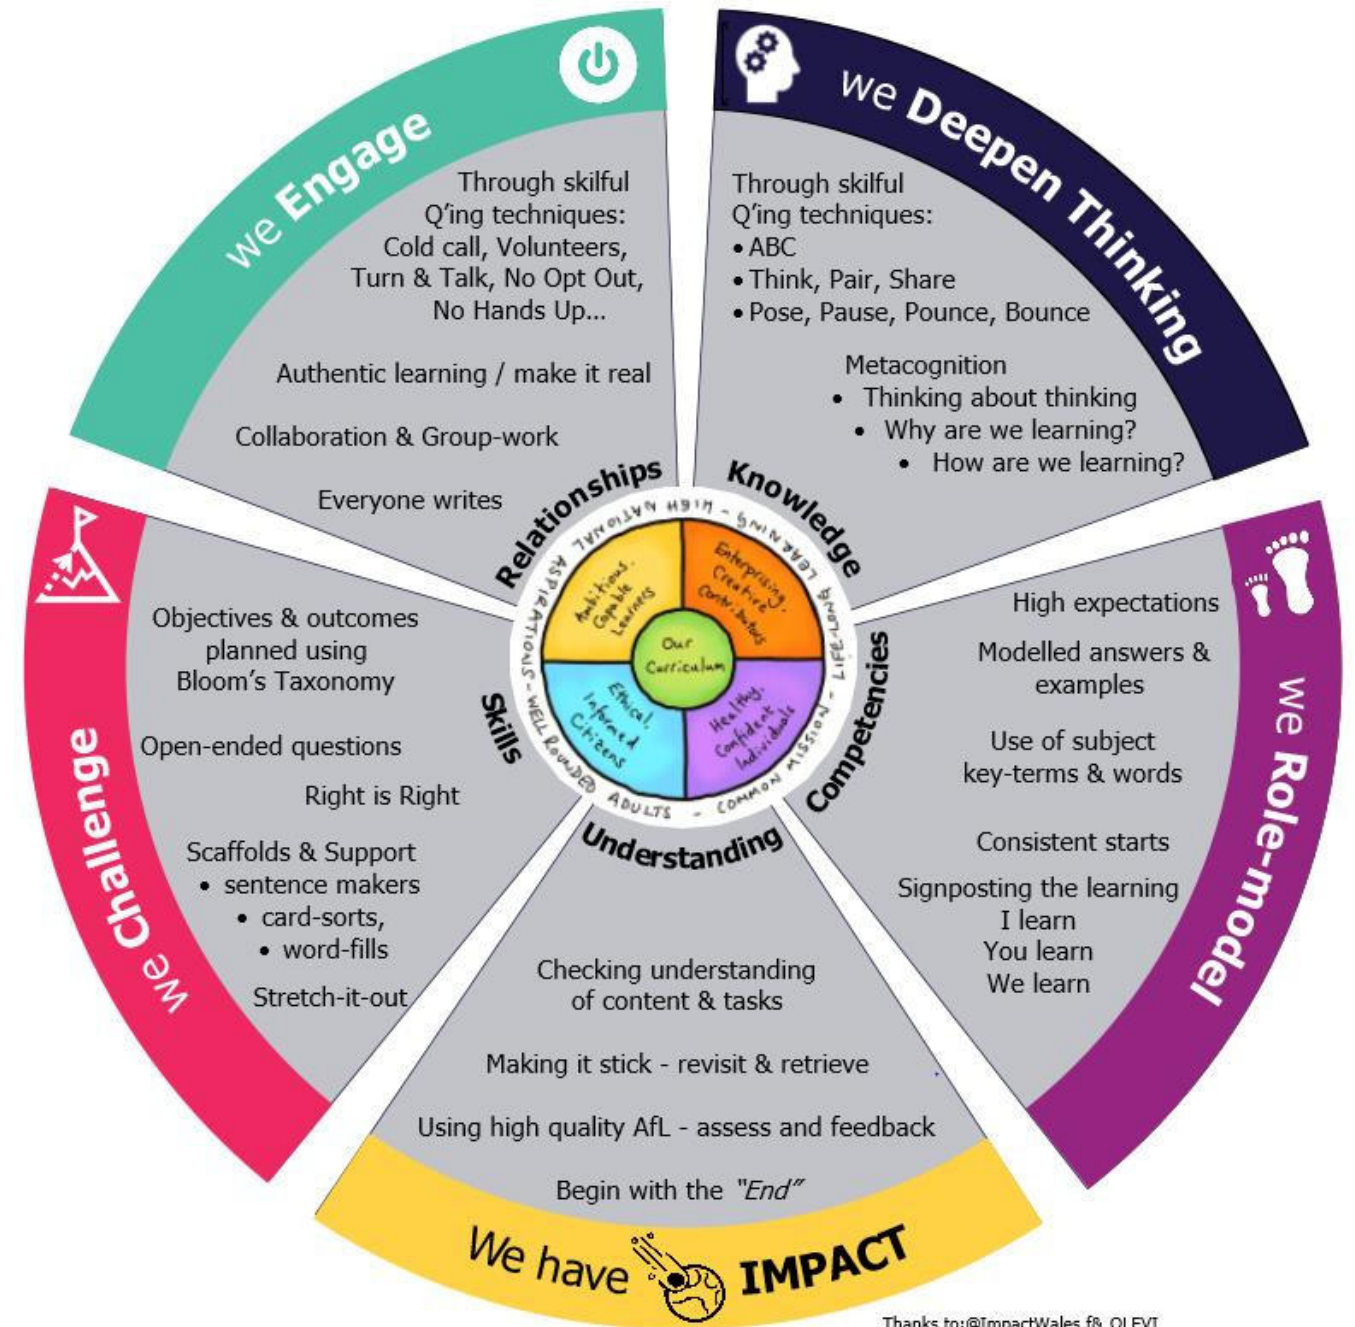 we Engage
Through skilful
Q'ing techniques:
Cold call, Volunteers,
Turn & Talk, No Opt Out,
No Hands Up...
Authentic learning / make it real
Collaboration & Group-work
Everyone writes
we Deepen Thinking
Through skilful
Q'ing techniques:
• ABC
• Think, Pair, Share
• Pose, Pause, Pounce, Bounce
Metacognition
• Thinking about thinking
• Why are we learning?
• How are we learning?
we Role-model
High expectations
Modelled answers &
examples
Use of subject
key-terms & words
Consistent starts
Signposting the learning
I learn
You learn
We learn
We have IMPACT
Checking understanding
of content & tasks
Making it stick - revisit & retrieve
Using high quality AfL - assess and feedback
Begin with the "End"
we Challenge
Objectives & outcomes
planned using
Bloom's Taxonomy
Open-ended questions
Right is Right
Scaffolds & Support
• sentence makers
• card-sorts,
• word-fills
Stretch-it-out
Relationships
Knowledge
Competencies
Understanding
Skills
HIGH ASPIRATIONS - WELL ROUNDED ADULTS - COMMON MISSION - LIFE-LONG LEARNING -
Ambitious,
Capable
Learners
Enterprising,
Creative
Contributors
Healthy,
Confident
Individuals
Ethical,
Informed
Citizens
Our
Curriculum
Thanks to:@ImpactWales f& OLEVI